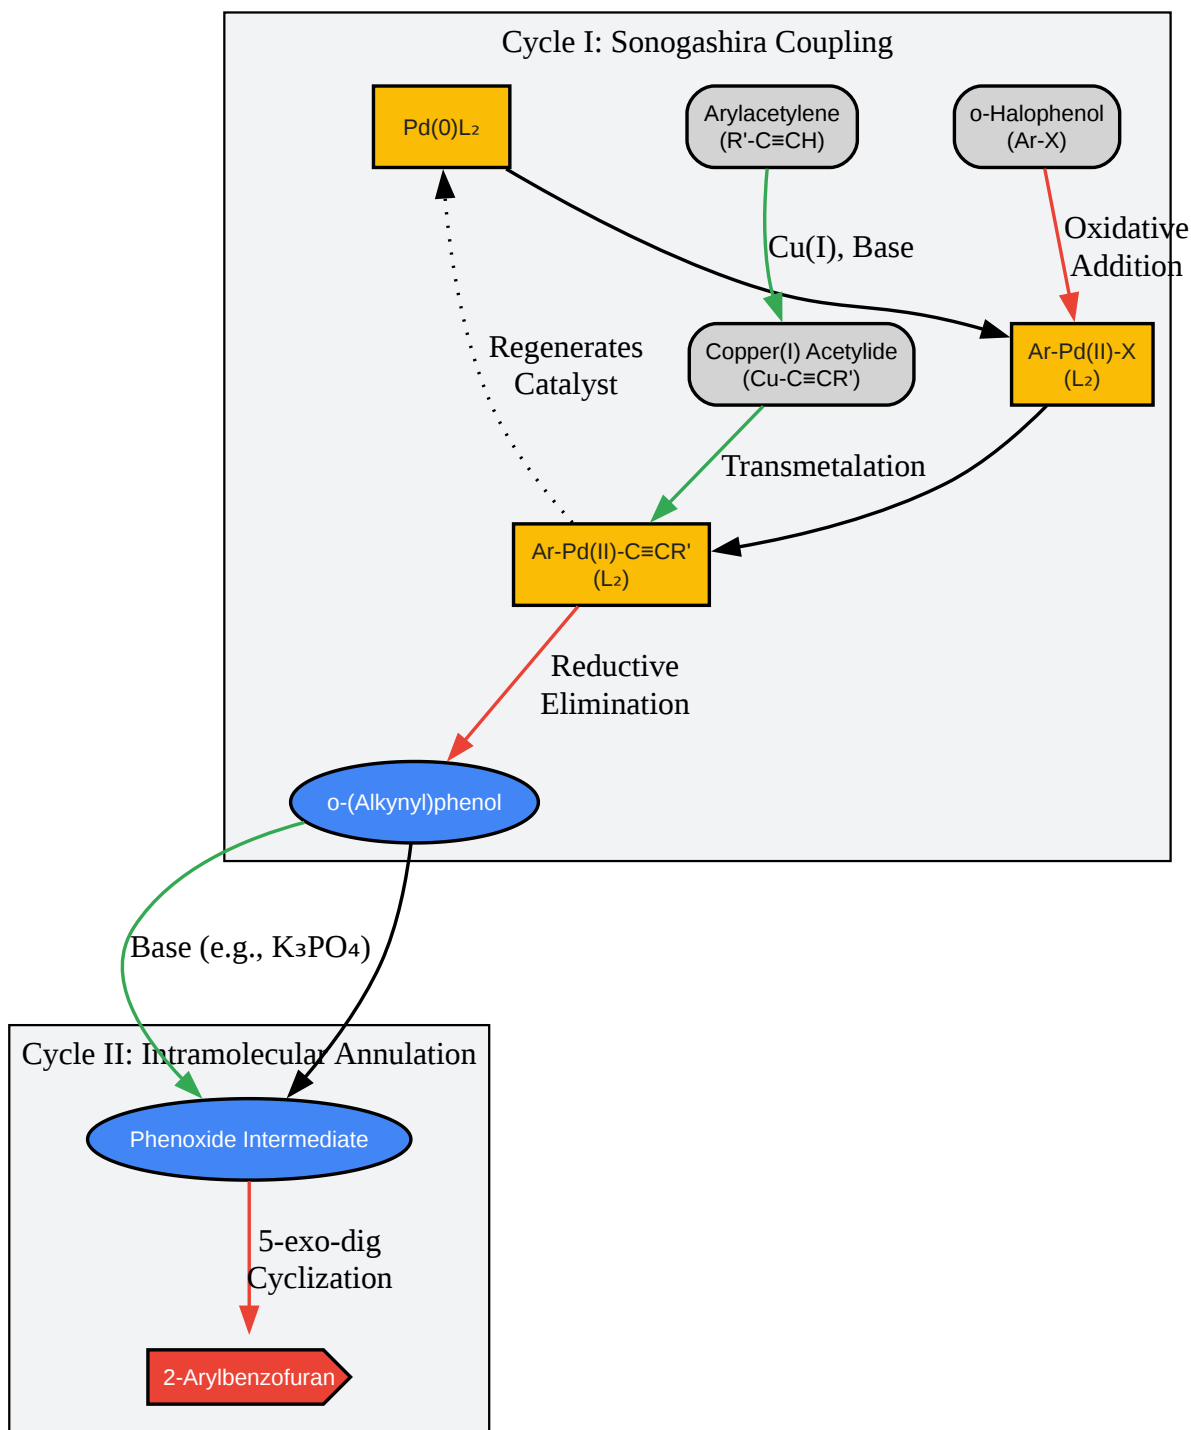 Cycle I: Sonogashira Coupling
Pd(0)L₂
Arylacetylene
(R'-C≡CH)
o-Halophenol
(Ar-X)
Oxidative
Addition
Cu(I), Base
Regenerates
Catalyst
Copper(I) Acetylide
(Cu-C≡CR')
Ar-Pd(II)-X
(L₂)
Transmetalation
Ar-Pd(II)-C≡CR'
(L₂)
Reductive
Elimination
o-(Alkynyl)phenol
Base (e.g., K₃PO₄)
Cycle II: Intramolecular Annulation
Phenoxide Intermediate
5-exo-dig
Cyclization
2-Arylbenzofuran